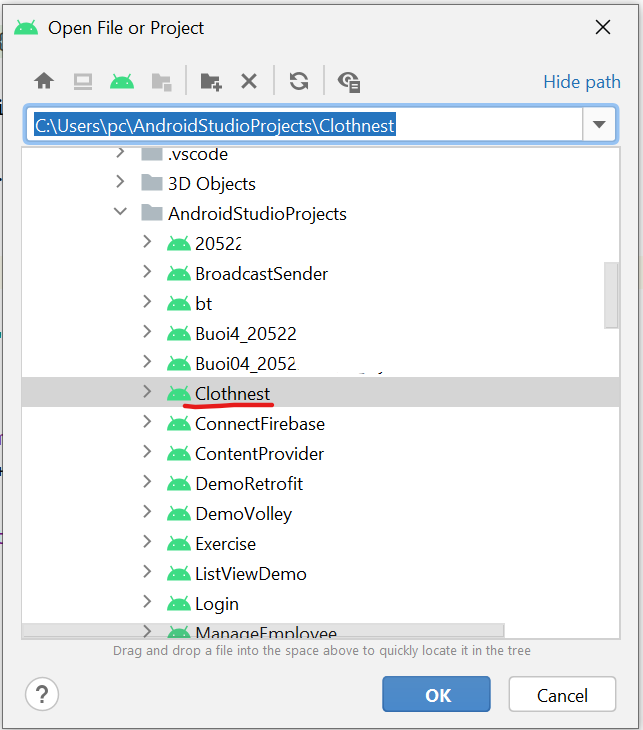 Open File or Project
Hide path
C:\Users\pc\AndroidStudioProjects\Clothnest
.vscode
3D Objects
AndroidStudioProjects
20522
BroadcastSender
bt
Buoi4_20522
Buoi04_2052
Clothnest
ConnectFirebase
ContentProvider
DemoRetrofit
DemoVolley
Exercise
ListViewDemo
Login
ManageEmployee
Drag and drop a file into the space above to quickly locate it in the tree
?
OK
Cancel